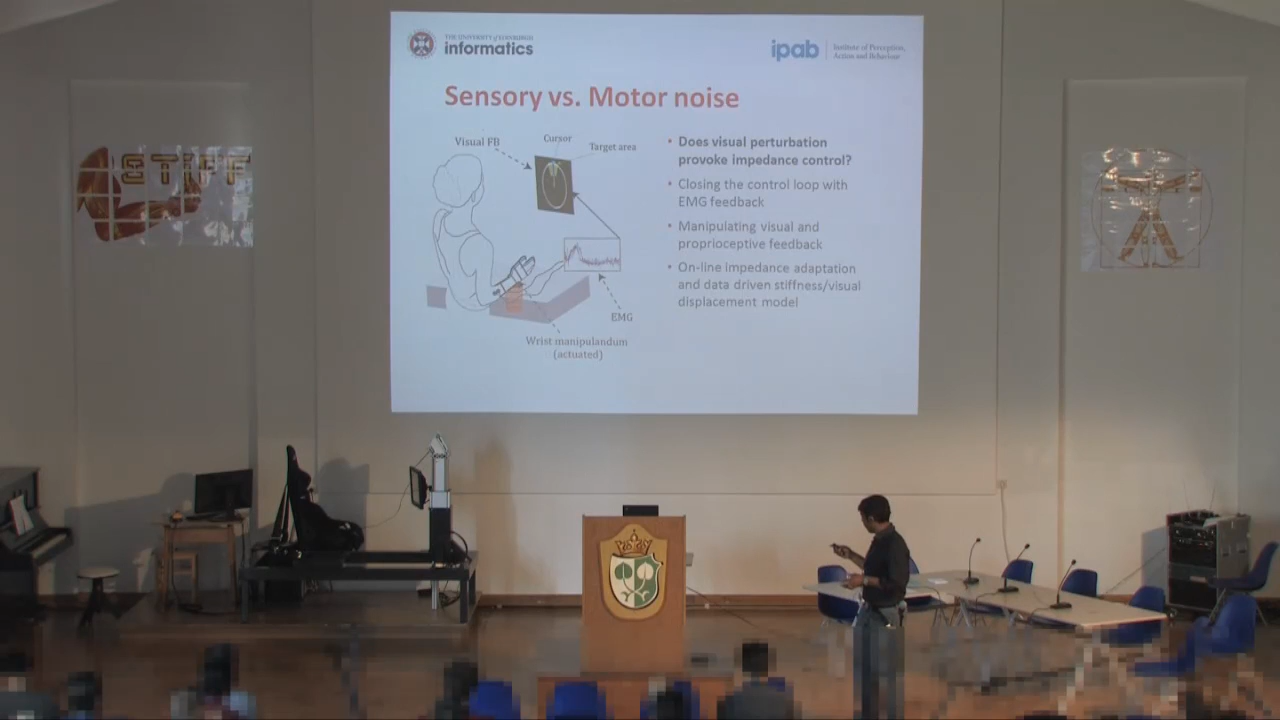 THE UNIVERSITY of EDINBURGH
informatics
ipab
Institute of Perception,
Action and Behaviour
Sensory vs. Motor noise
Visual FB
Cursor
Target area
EMG
Wrist manipulandum
(actuated)
• Does visual perturbation
provoke impedance control?
• Closing the control loop with
EMG feedback
• Manipulating visual and
proprioceptive feedback
• On-line impedance adaptation
and data driven stiffness/visual
displacement model
STIFF